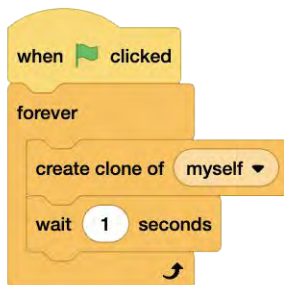 when clicked
forever
create clone of myself
wait 1 seconds